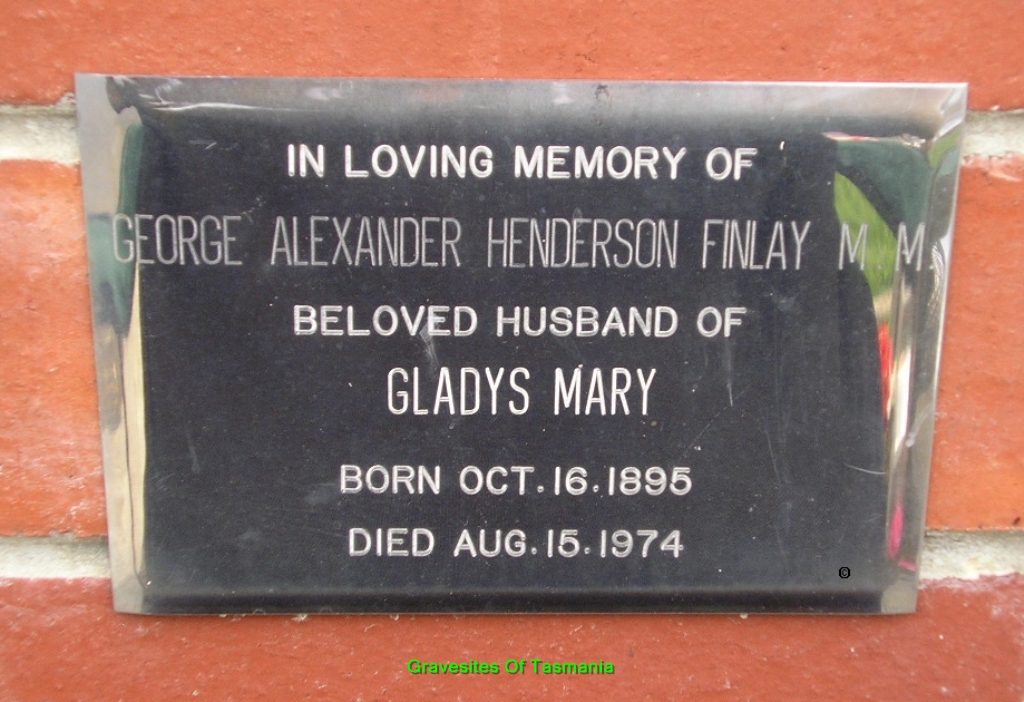 IN LOVING MEMORY OF
GEORGE ALEXANDER HENDERSON FINLAY M. M.
BELOVED HUSBAND OF
GLADYS MARY
BORN OCT. 16. 1895
DIED AUG. 15. 1974
©
Gravesites Of Tasmania